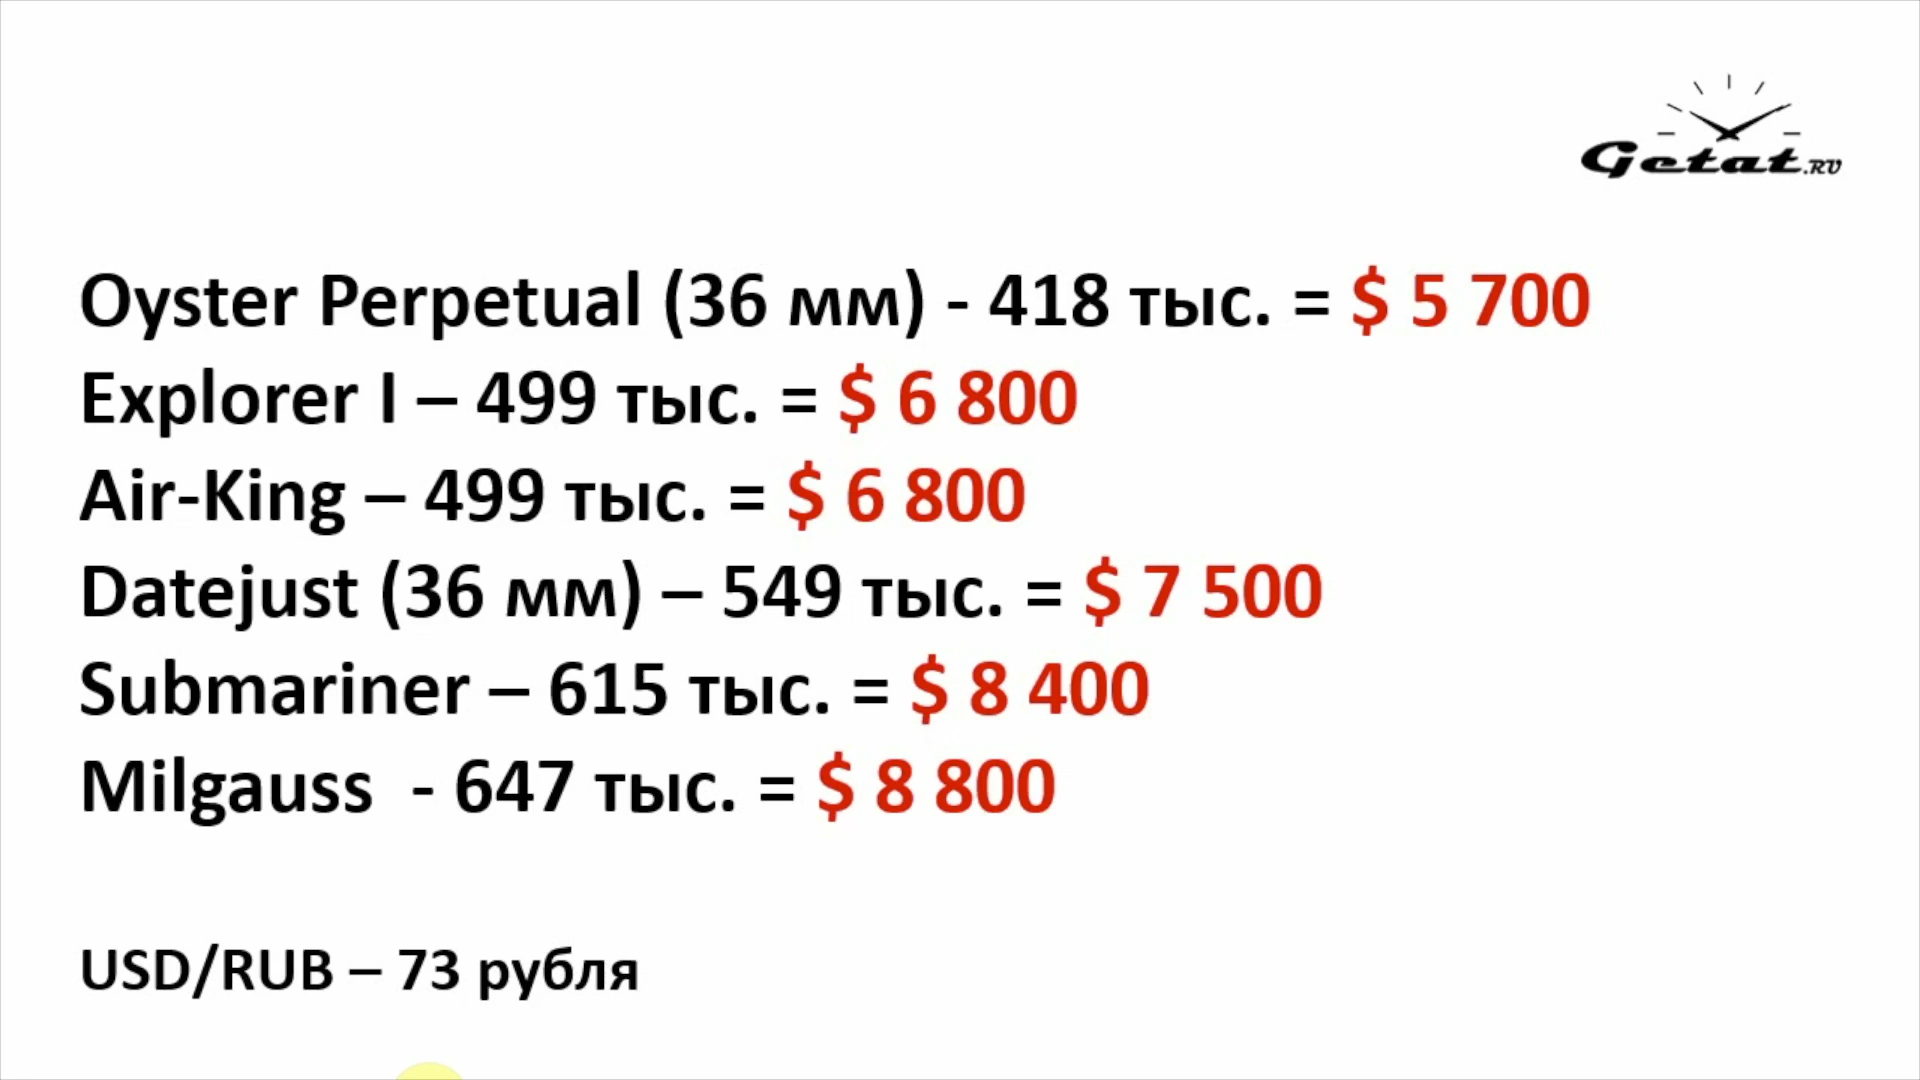 Getat.RU
Oyster Perpetual (36 мм) - 418 тыс. = $ 5 700
Explorer I – 499 тыс. = $ 6 800
Air-King – 499 тыс. = $ 6 800
Datejust (36 мм) – 549 тыс. = $ 7 500
Submariner – 615 тыс. = $ 8 400
Milgauss  - 647 тыс. = $ 8 800
USD/RUB – 73 рубля